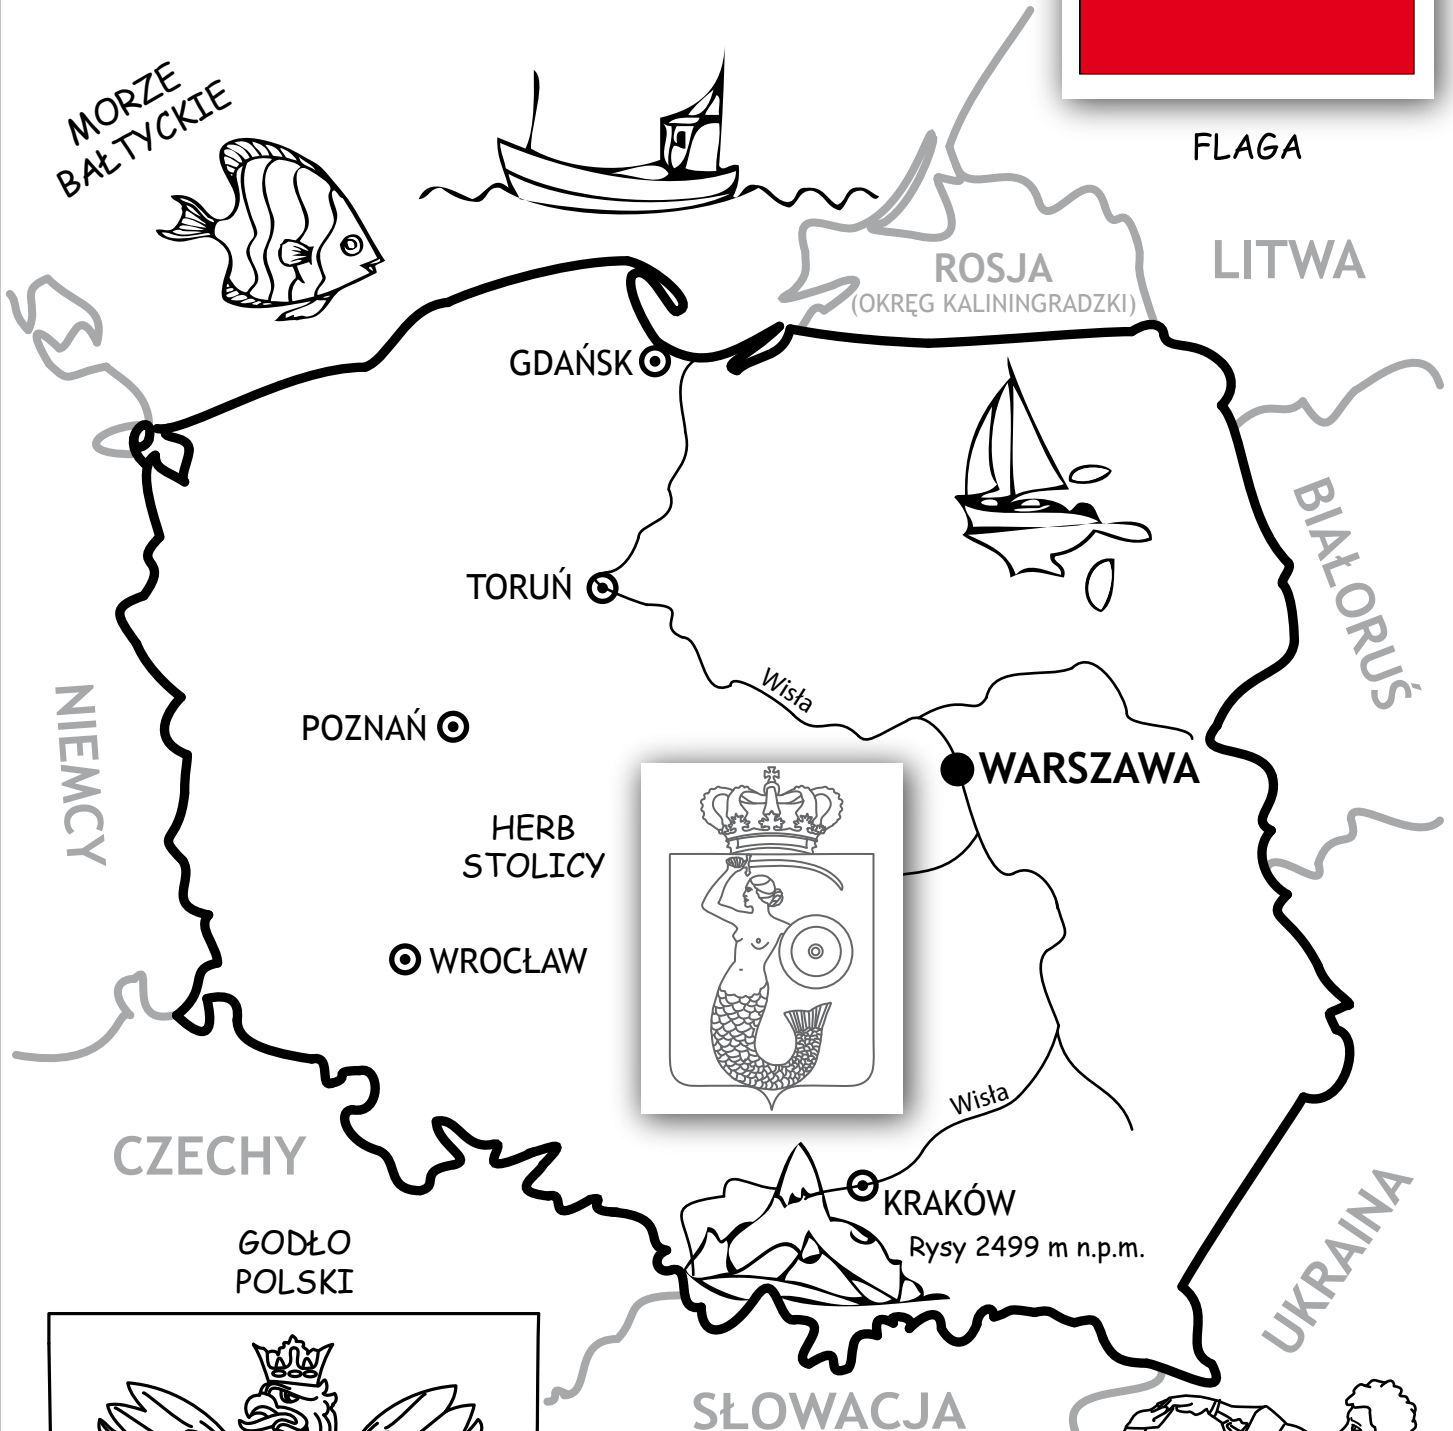 MORZE
BAŁTYCKIE
FLAGA
LITWA
ROSJA
(OKRĘG KALININGRADZKI)
GDAŃSK
BIAŁORUŚ
TORUŃ
Wisła
NIEMCY
POZNAŃ
WARSZAWA
HERB
STOLICY
WROCŁAW
Wisła
CZECHY
KRAKÓW
Rysy 2499 m n.p.m.
UKRAINA
GODŁO
POLSKI
SŁOWACJA